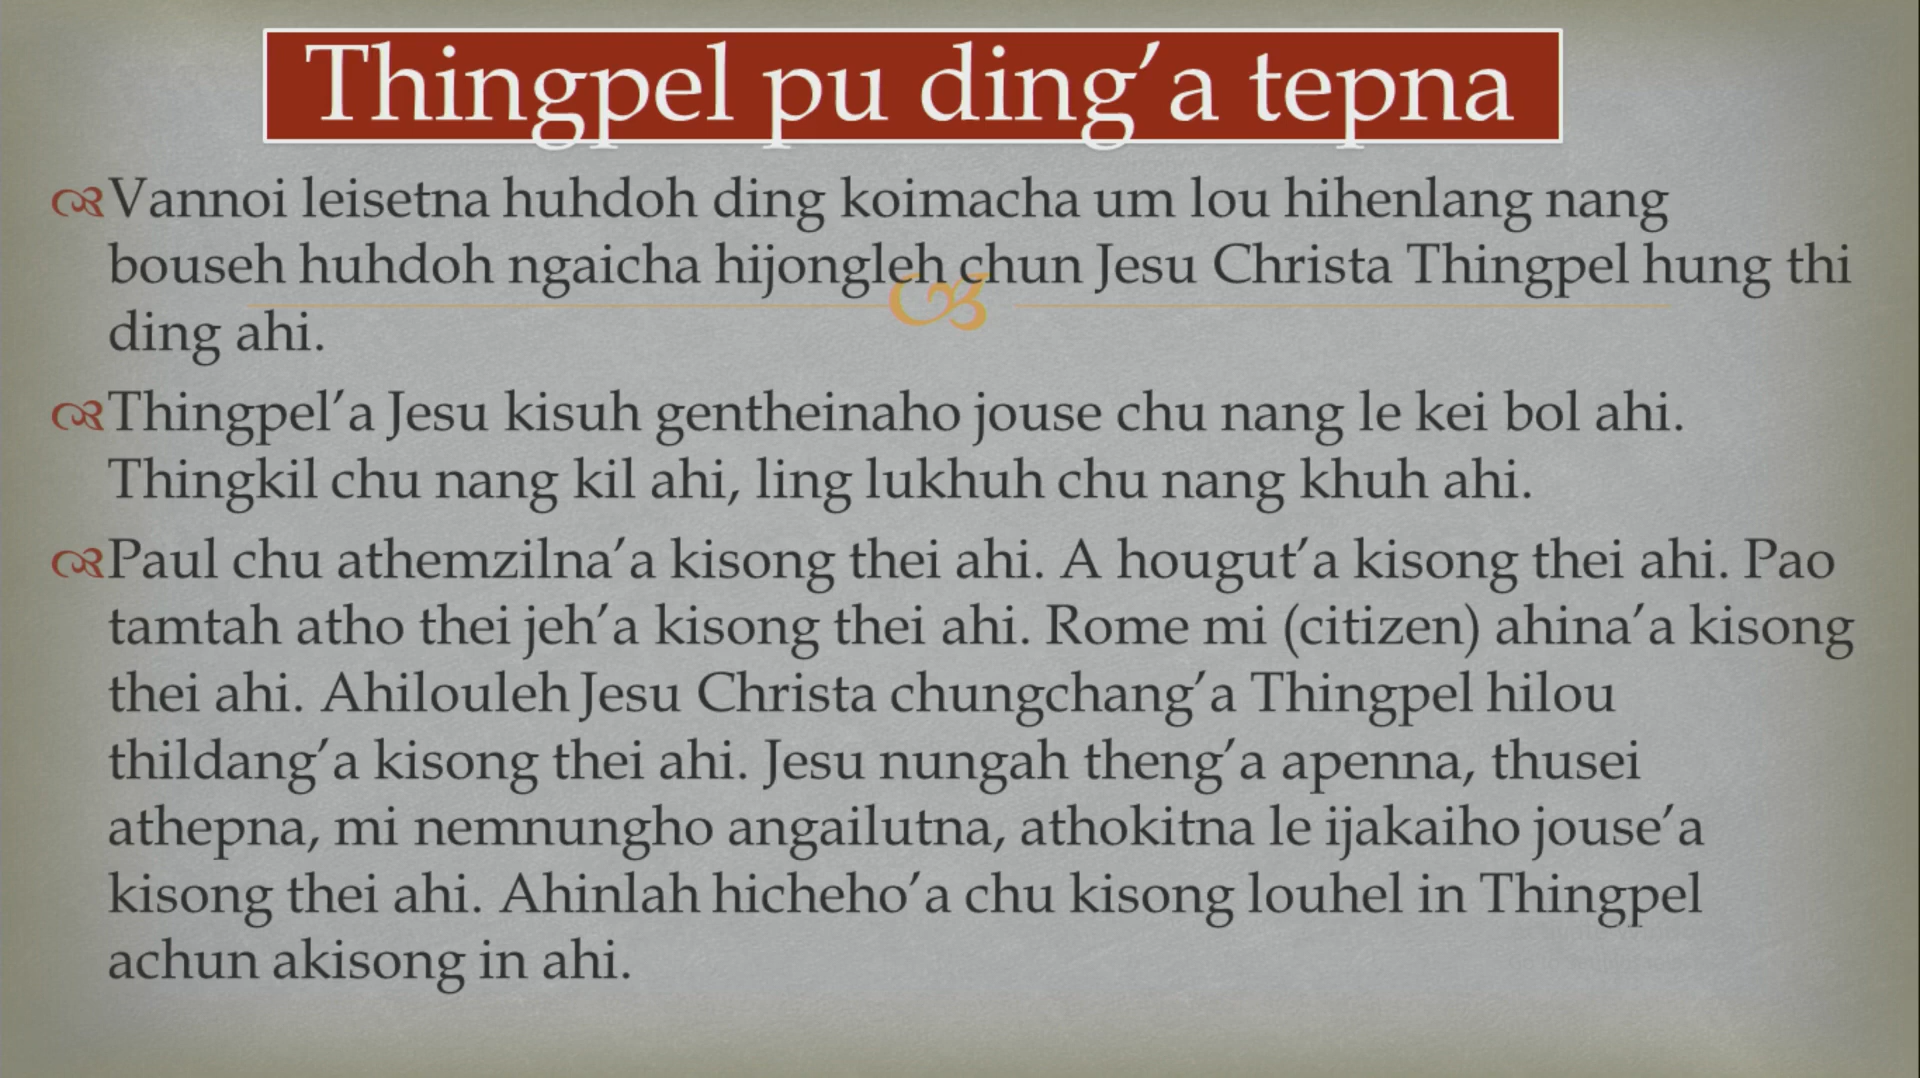 Thingpel pu ding’a tepna
Vannoi leisetna huhdoh ding koimacha um lou hihenlang nang
bouseh huhdoh ngaicha hijongleh chun Jesu Christa Thingpel hung thi
ding ahi.
Thingpel’a Jesu kisuh gentheinaho jouse chu nang le kei bol ahi.
Thingkil chu nang kil ahi, ling lukhuh chu nang khuh ahi.
Paul chu athemzilna’a kisong thei ahi. A hougut’a kisong thei ahi. Pao
tamtah atho thei jeh’a kisong thei ahi. Rome mi (citizen) ahina’a kisong
thei ahi. Ahilouleh Jesu Christa chungchang’a Thingpel hilou
thildang’a kisong thei ahi. Jesu nungah theng’a apenna, thusei
athepna, mi nemnungho angailutna, athokitna le ijakaiho jouse’a
kisong thei ahi. Ahinlah hicheho’a chu kisong louhel in Thingpel
achun akisong in ahi.